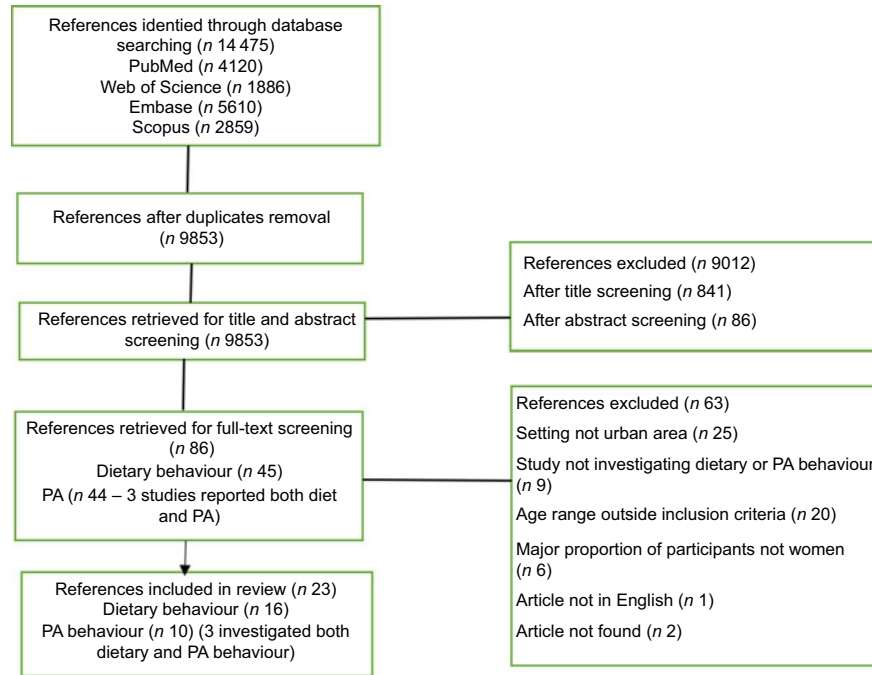 References identied through database
searching (n 14 475)
PubMed (n 4120)
Web of Science (n 1886)
Embase (n 5610)
Scopus (n 2859)
References after duplicates removal
(n 9853)
References retrieved for title and abstract
screening (n 9853)
References excluded (n 9012)
After title screening (n 841)
After abstract screening (n 86)
References retrieved for full-text screening
(n 86)
Dietary behaviour (n 45)
PA (n 44 – 3 studies reported both diet
and PA)
References excluded (n 63)
Setting not urban area (n 25)
Study not investigating dietary or PA behaviour
(n 9)
Age range outside inclusion criteria (n 20)
Major proportion of participants not women
(n 6)
Article not in English (n 1)
Article not found (n 2)
References included in review (n 23)
Dietary behaviour (n 16)
PA behaviour (n 10) (3 investigated both
dietary and PA behaviour)